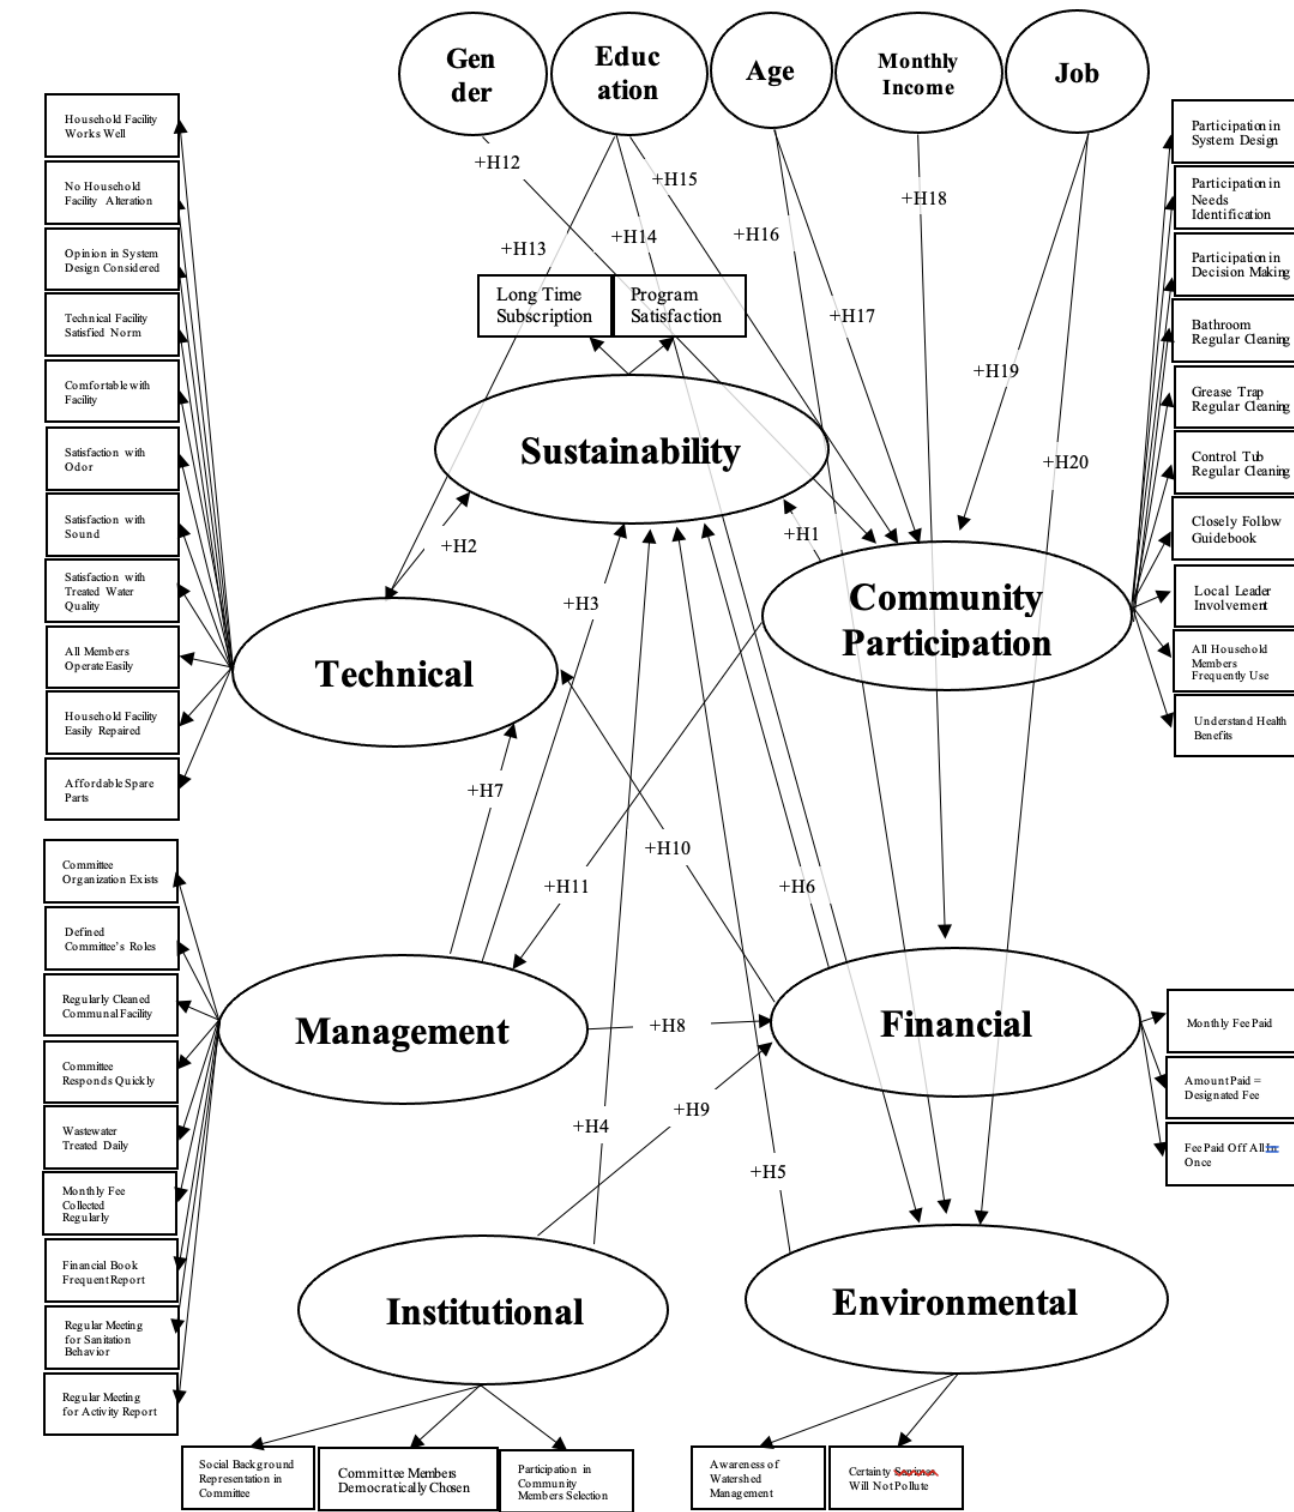 Gen
der
Educ
ation
Age
Monthly
Income
Job
+H12
+H15
+H18
+H13
+H14
+H16
+H17
+H19
+H20
Household Facility
Works Well
No Household
Facility Alteration
Opinion in System
Design Considered
Technical Facility
Satisfied Norm
Comfortable with
Facility
Satisfaction with
Odor
Satisfaction with
Sound
Satisfaction with
Treated Water
Quality
All Members
Operate Easily
Household Facility
Easily Repaired
Affordable Spare
Parts
Long Time
Subscription
Program
Satisfaction
Sustainability
+H2
+H1
+H3
Technical
Community
Participation
Participation in
System Design
Participation in
Needs
Identification
Participation in
Decision Making
Bathroom
Regular Cleaning
Grease Trap
Regular Cleaning
Control Tub
Regular Cleaning
Closely Follow
Guidebook
Local Leader
Involvement
All Household
Members
Frequently Use
Understand Health
Benefits
+H7
+H10
+H11
+H6
Committee
Organization Exists
Defined
Committee's Roles
Regularly Cleaned
Communal Facility
Committee
Responds Quickly
Wastewater
Treated Daily
Monthly Fee
Collected
Regularly
Financial Book
Frequent Report
Regular Meeting
for Sanitation
Behavior
Regular Meeting
for Activity Report
Management
+H8
Financial
+H9
+H4
+H5
Monthly Fee Paid
Amount Paid =
Designated Fee
Fee Paid Off All In
Once
Institutional
Environmental
Social Background
Representation in
Committee
Committee Members
Democratically Chosen
Participation in
Community
Members Selection
Awareness of
Watershed
Management
Certainty
Will Not Pollute